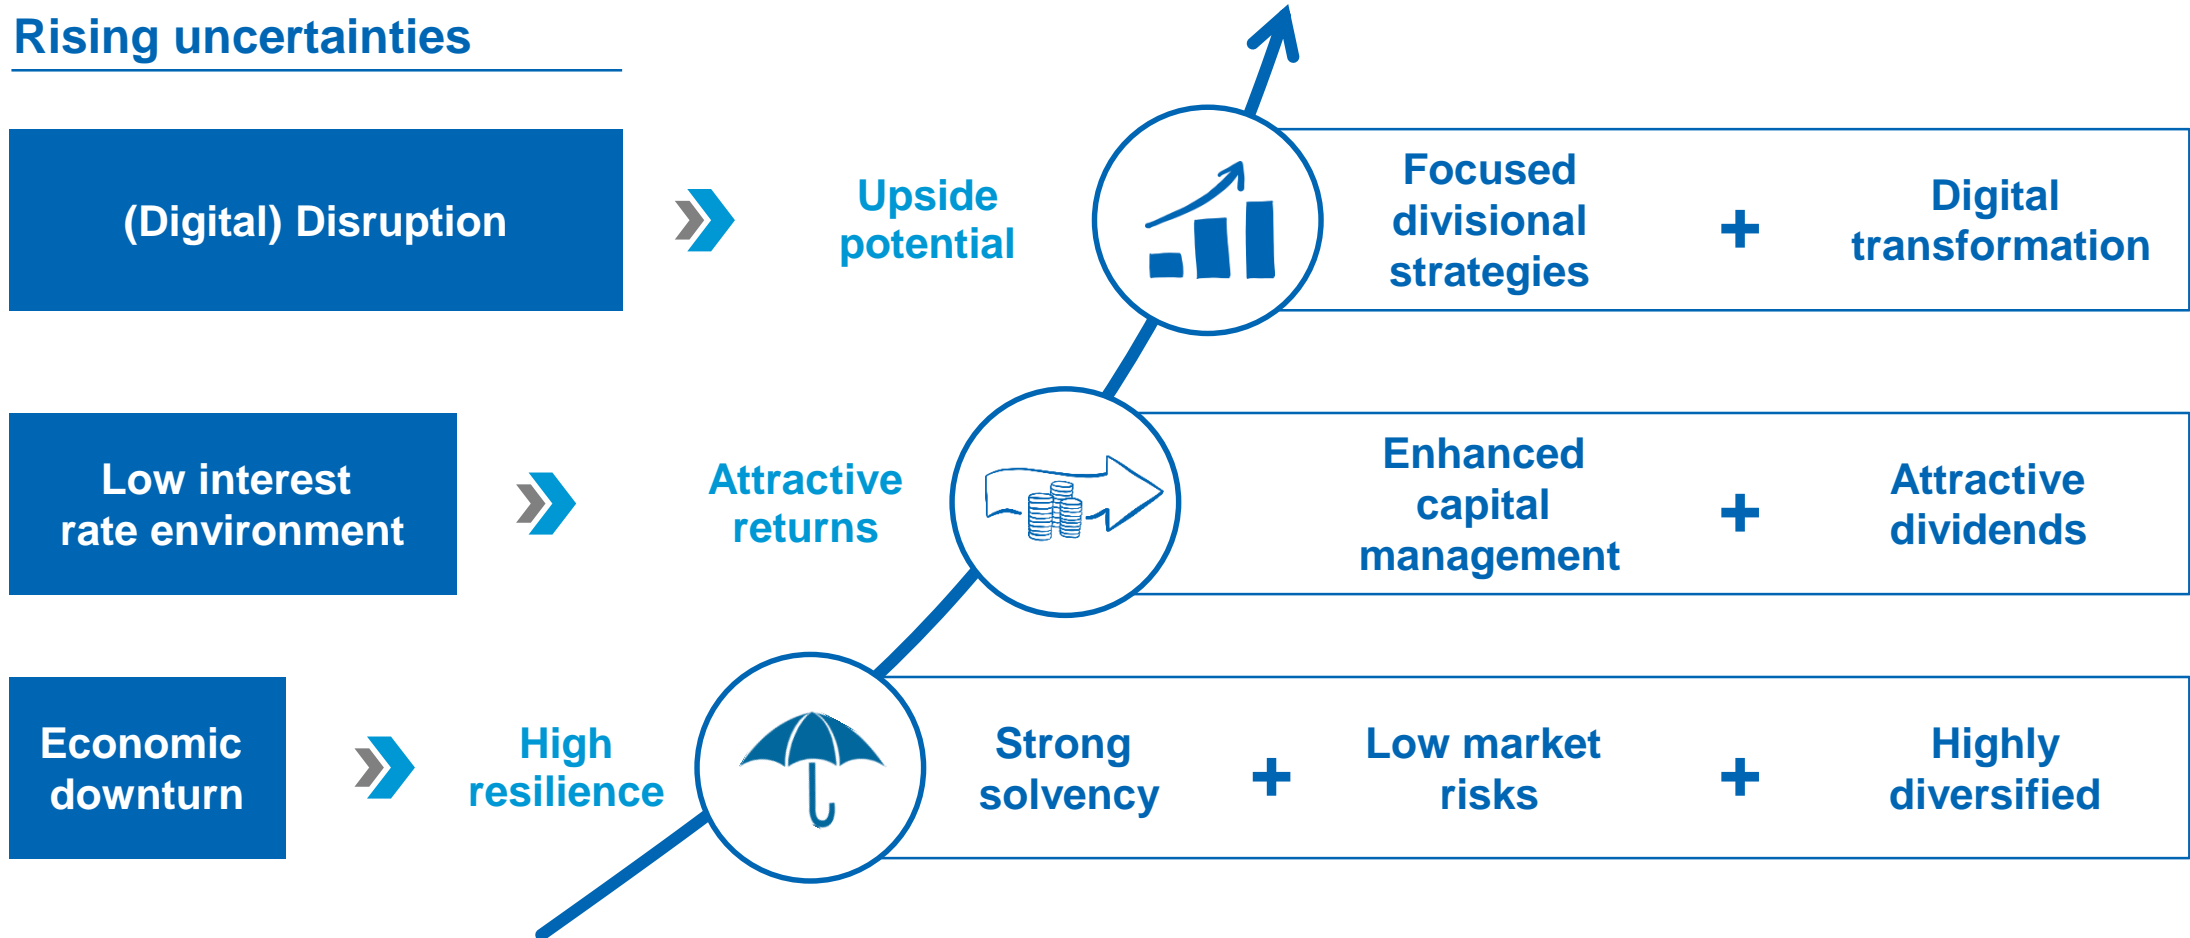 Rising uncertainties
(Digital) Disruption
Upside
potential
Focused
divisional
strategies
+
Digital
transformation
Low interest
rate environment
Attractive
returns
Enhanced
capital
management
+
Attractive
dividends
Economic
downturn
High
resilience
Strong
solvency
+
Low market
risks
+
Highly
diversified